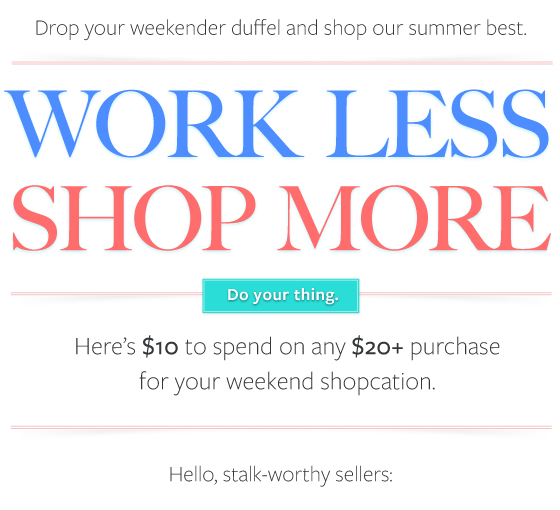 Drop your weekender duffel and shop our summer best.
WORK LESS
SHOP MORE
Do your thing.
Here's $10 to spend on any $20+ purchase
for your weekend shopcation.
Hello, stalk-worthy sellers: